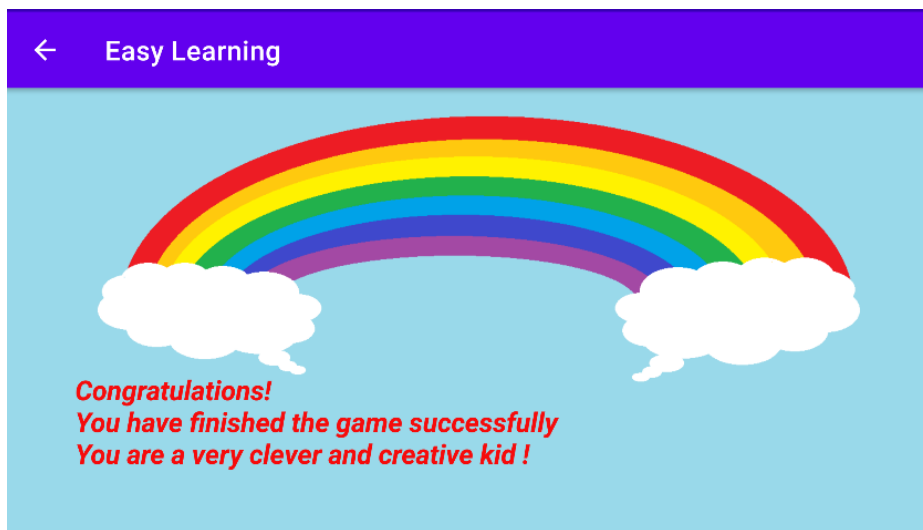 Easy Learning
Congratulations!
You have finished the game successfully
You are a very clever and creative kid !